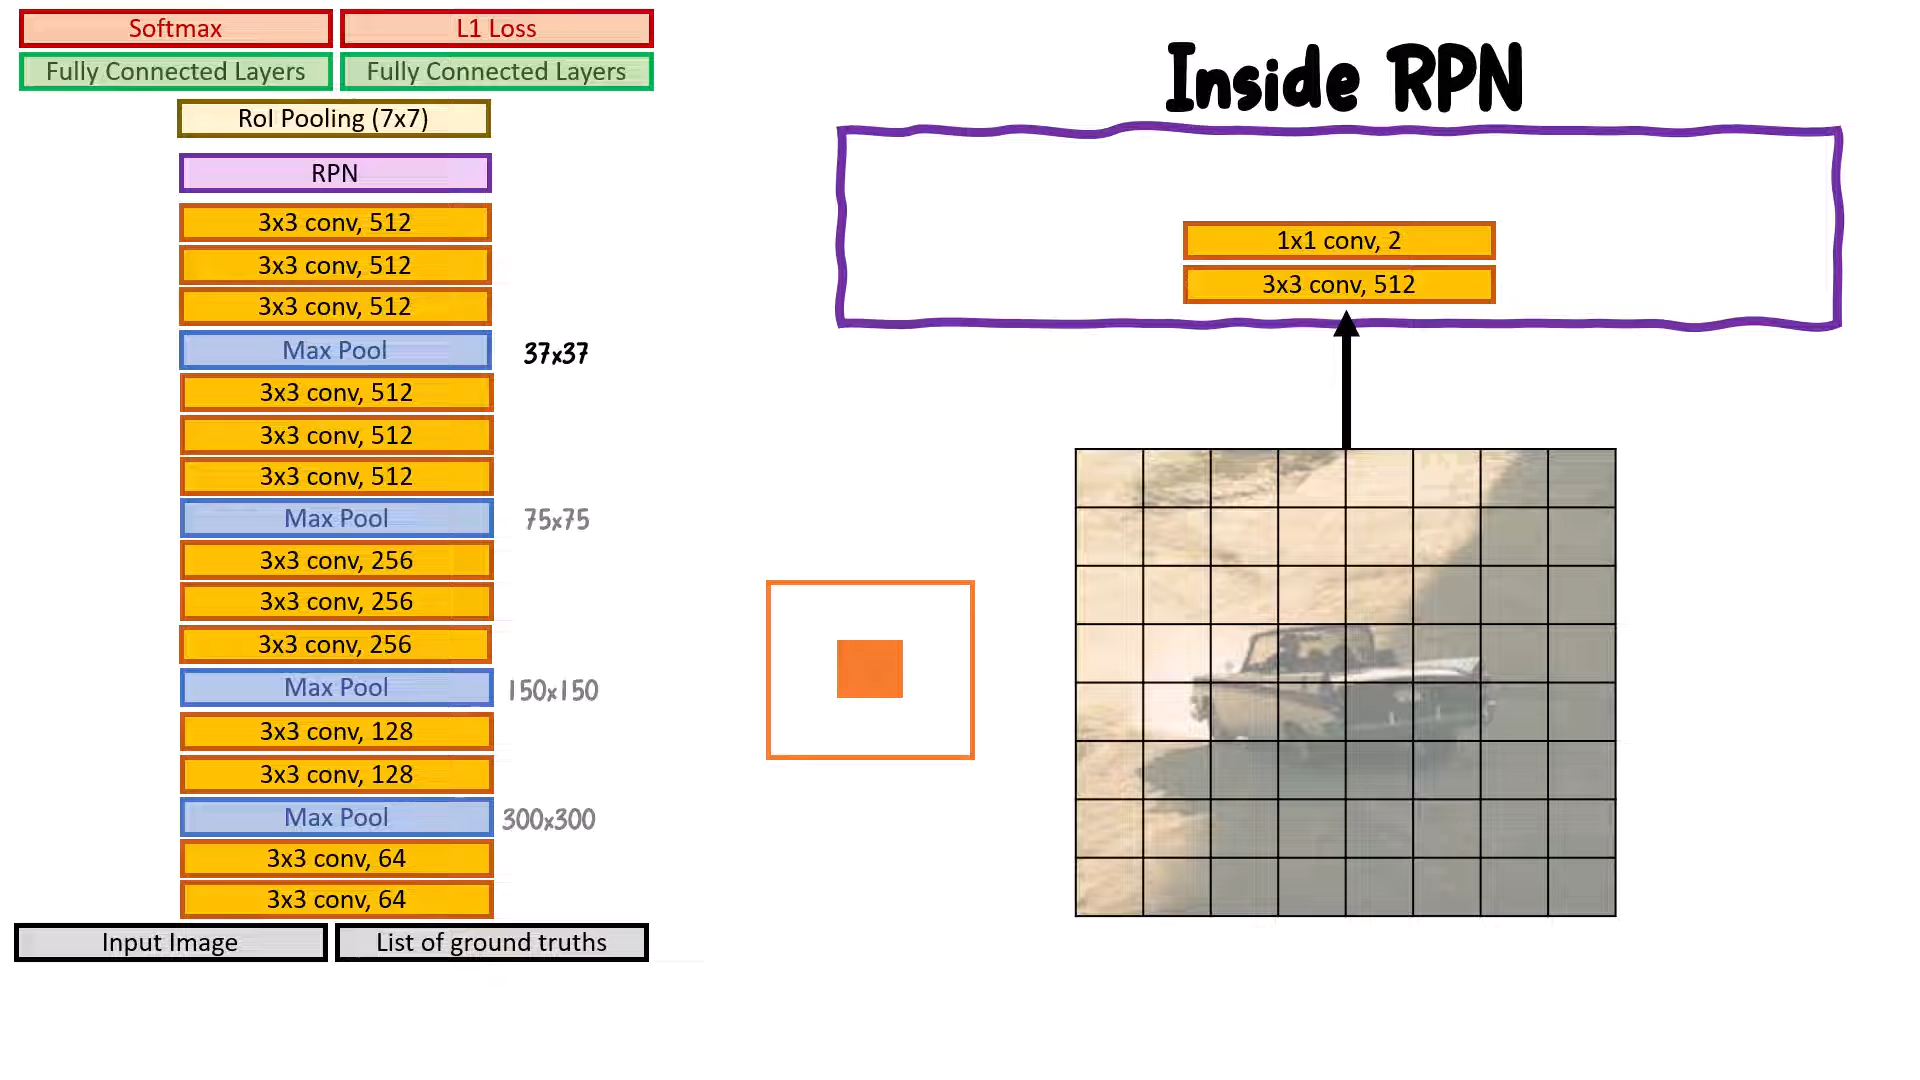 Softmax
L1 Loss
Fully Connected Layers
Fully Connected Layers
RoI Pooling (7x7)
RPN
3x3 conv, 512
3x3 conv, 512
3x3 conv, 512
Max Pool
37x37
3x3 conv, 512
3x3 conv, 512
3x3 conv, 512
Max Pool
75x75
3x3 conv, 256
3x3 conv, 256
3x3 conv, 256
Max Pool
150x150
3x3 conv, 128
3x3 conv, 128
Max Pool
300x300
3x3 conv, 64
3x3 conv, 64
Input Image
List of ground truths
Inside RPN
1x1 conv, 2
3x3 conv, 512